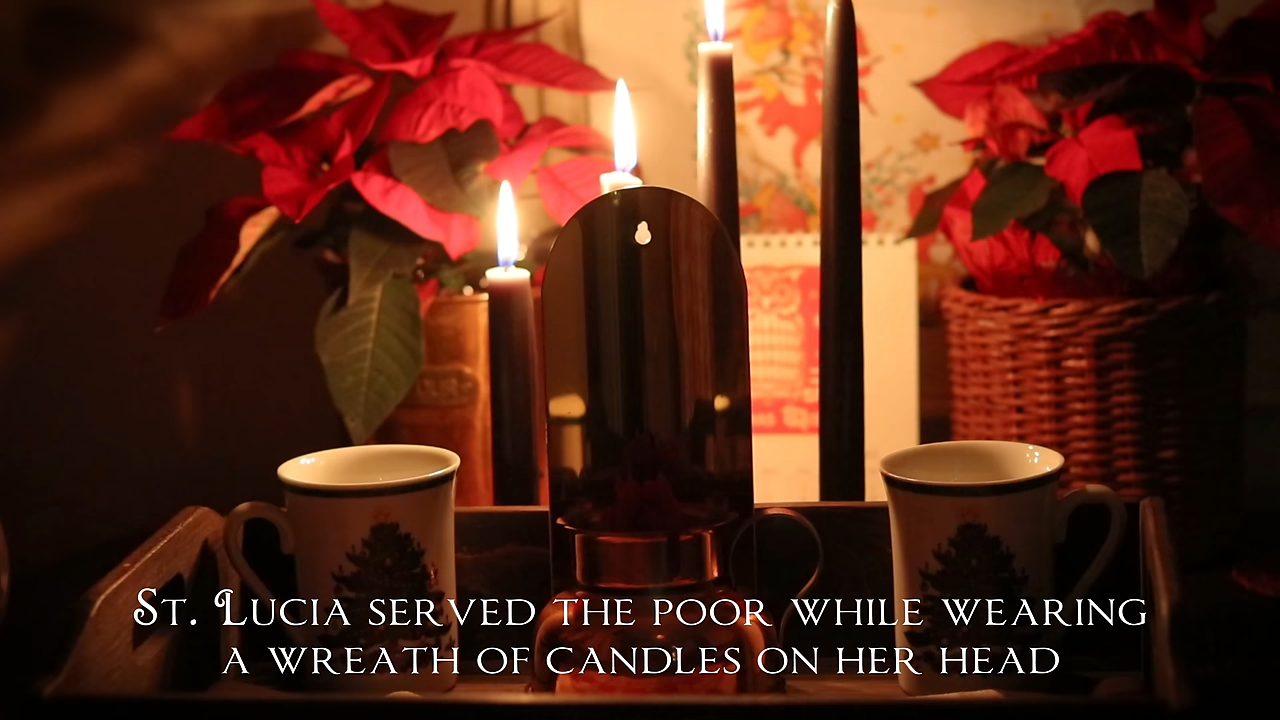 St. Lucia served the poor while wearing
a wreath of candles on her head